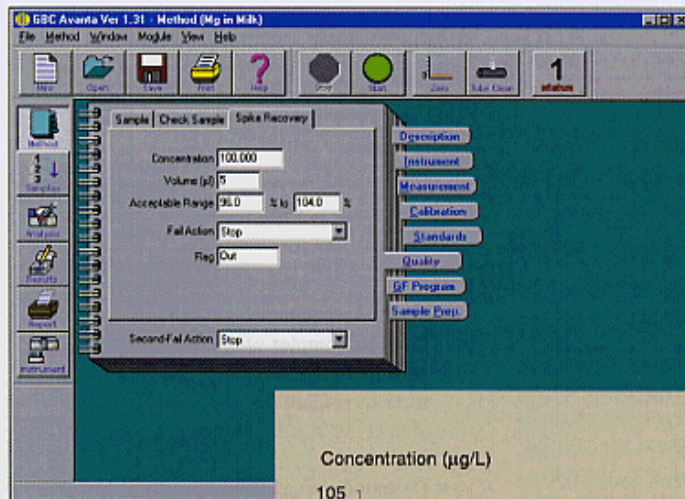 GBC Avanta Ver 1.31 - Method (Mg in Milk)
File Method Window Module View Help
New Open Save Print Help Stop Start Zero Tube Clean 1
Method
Samples
Analysis
Results
Report
Instrument
Sample Check Sample Spike Recovery
Concentration 100.000
Volume (µl) 5
Acceptable Range 96.0 % to 104.0 %
Fail Action Stop
Flag Out
Second-Fail Action Stop
Description
Instrument
Measurement
Calibration
Standards
Quality
GF Program
Sample Prep.
Concentration (µg/L)
105